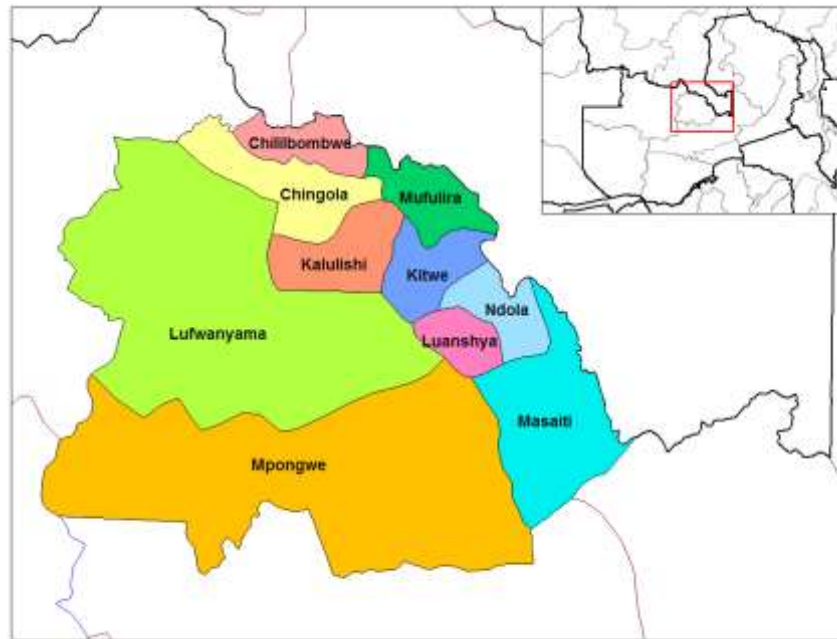 Chililbombwe
Chingola
Mufulira
Kalulishi
Kitwe
Ndola
Lufwanyama
Luanshya
Masaiti
Mpongwe